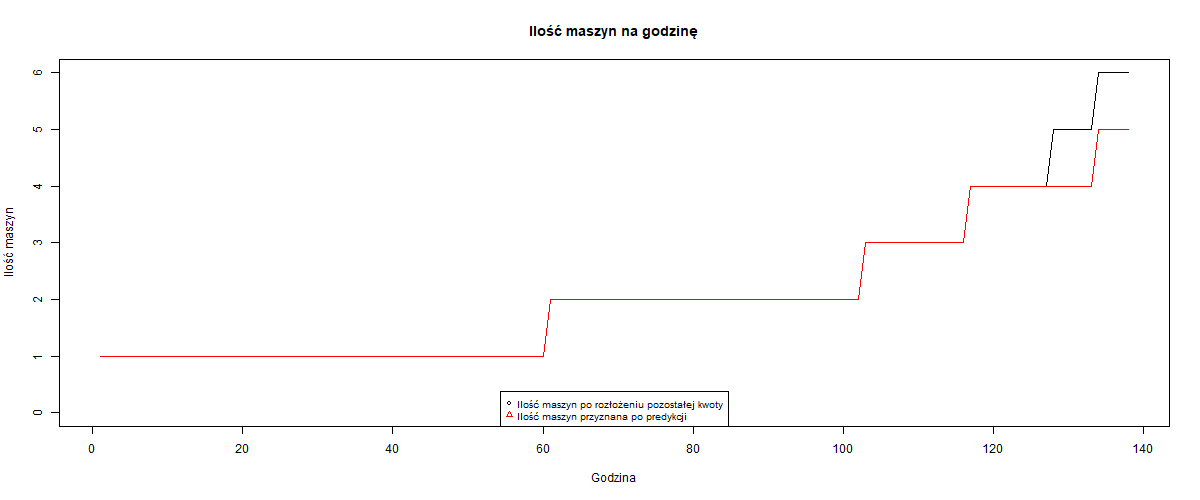 Ilość maszyn na godzinę
Ilość maszyn
6
5
4
3
2
1
0
Ilość maszyn po rozłożeniu pozostałej kwoty
Ilość maszyn przyznana po predykcji
0 20 40 60 80 100 120 140
Godzina